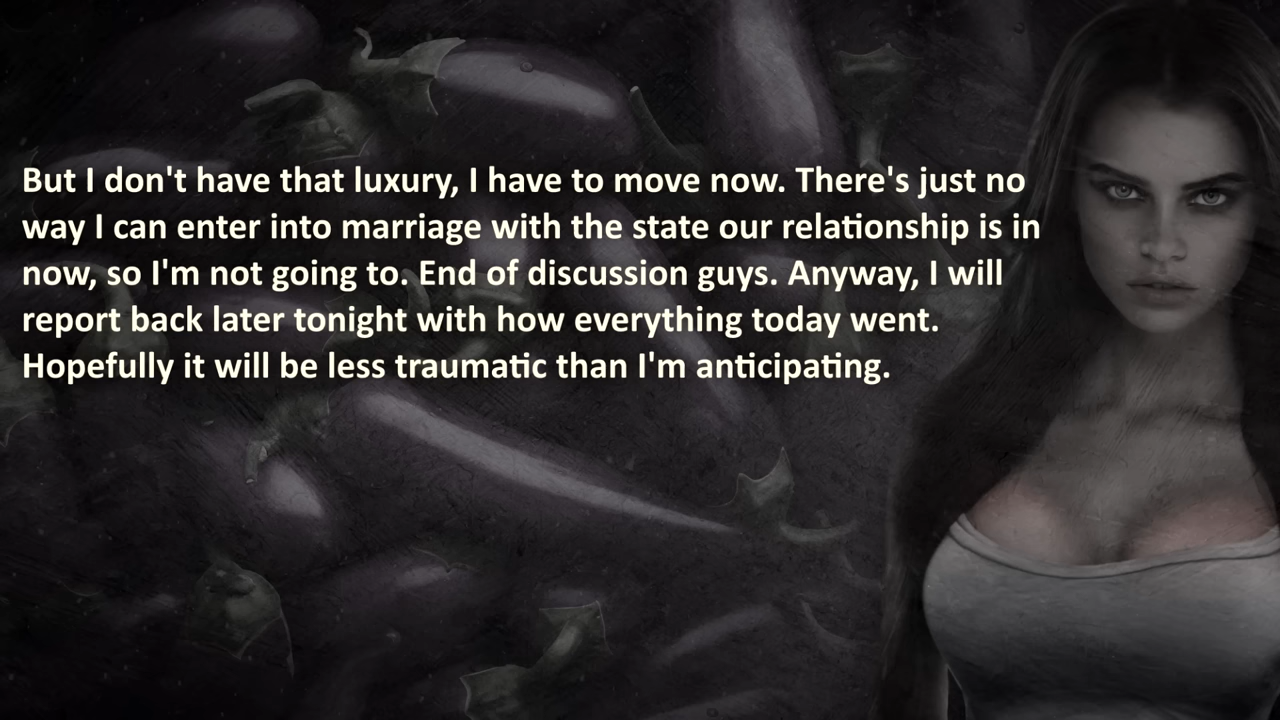 But I don't have that luxury, I have to move now. There's just no
way I can enter into marriage with the state our relationship is in
now, so I'm not going to. End of discussion guys. Anyway, I will
report back later tonight with how everything today went.
Hopefully it will be less traumatic than I'm anticipating.